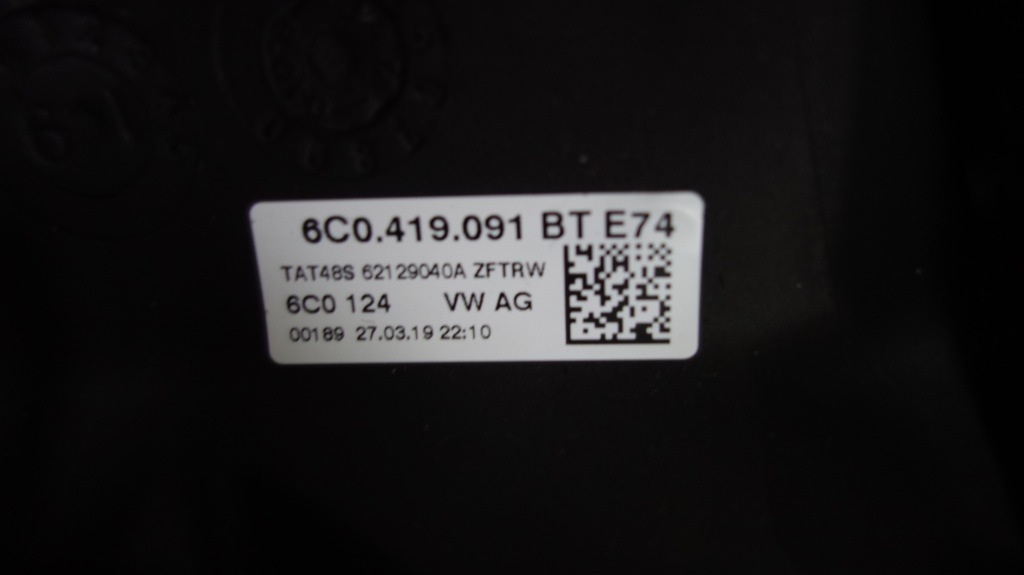 6C0.419.091 BT E74
TAT48S 62129040A ZFTRW
6C0 124 VW AG
00189 27.03.19 22:10